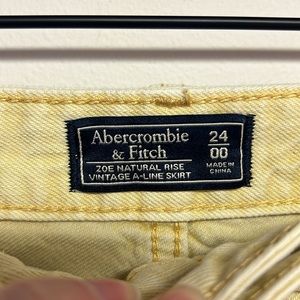 Abercrombie
& Fitch
ZOE NATURAL RISE
VINTAGE A-LINE SKIRT
24
00
MADE IN
CHINA